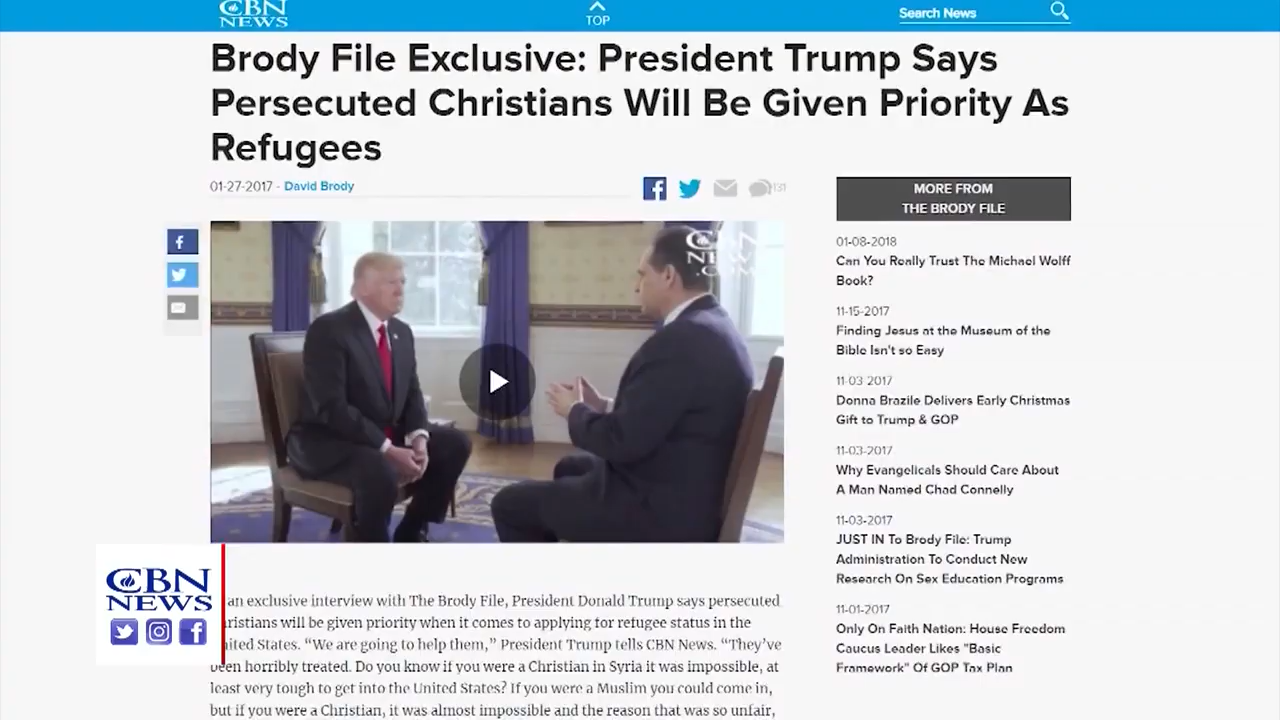 CBN
NEWS
TOP
Search News
Brody File Exclusive: President Trump Says
Persecuted Christians Will Be Given Priority As
Refugees
01-27-2017 - David Brody
131
CBN
NEWS
.COM
MORE FROM
THE BRODY FILE
01-08-2018
Can You Really Trust The Michael Wolff
Book?
11-15-2017
Finding Jesus at the Museum of the
Bible Isn't so Easy
11-03-2017
Donna Brazile Delivers Early Christmas
Gift to Trump & GOP
11-03-2017
Why Evangelicals Should Care About
A Man Named Chad Connelly
11-03-2017
JUST IN To Brody File: Trump
Administration To Conduct New
Research On Sex Education Programs
11-01-2017
Only On Faith Nation: House Freedom
Caucus Leader Likes "Basic
Framework" Of GOP Tax Plan
an exclusive interview with The Brody File, President Donald Trump says persecuted
hristians will be given priority when it comes to applying for refugee status in the
nited States. “We are going to help them,” President Trump tells CBN News. “They’ve
been horribly treated. Do you know if you were a Christian in Syria it was impossible, at
least very tough to get into the United States? If you were a Muslim you could come in,
but if you were a Christian, it was almost impossible and the reason that was so unfair,
CBN
NEWS